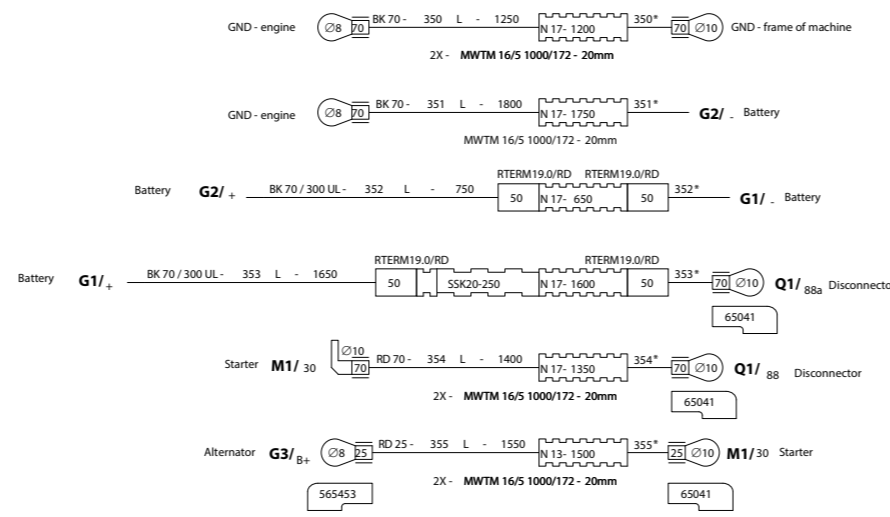 GND - engine Ø8 70 BK 70 - 350 L - 1250 N 17- 1200 350* 70 Ø10 GND - frame of machine
2X - MWTM 16/5 1000/172 - 20mm
GND - engine Ø8 70 BK 70 - 351 L - 1800 N 17- 1750 351* G2/ - Battery
MWTM 16/5 1000/172 - 20mm
RTERM19.0/RD RTERM19.0/RD
Battery G2/ + BK 70 / 300 UL - 352 L - 750 50 N 17- 650 50 352* G1/ - Battery
RTERM19.0/RD RTERM19.0/RD
Battery G1/+ BK 70 / 300 UL - 353 L - 1650 50 SSK20-250 N 17- 1600 50 353* 70 Ø10 Q1/ 88a Disconnecto
65041
Ø10
Starter M1/ 30 70 RD 70 - 354 L - 1400 N 17- 1350 354* 70 Ø10 Q1/ 88 Disconnector
2X - MWTM 16/5 1000/172 - 20mm
65041
Alternator G3/ B+ Ø8 25 RD 25 - 355 L - 1550 N 13- 1500 355* 25 Ø10 M1/ 30 Starter
2X - MWTM 16/5 1000/172 - 20mm
565453 65041